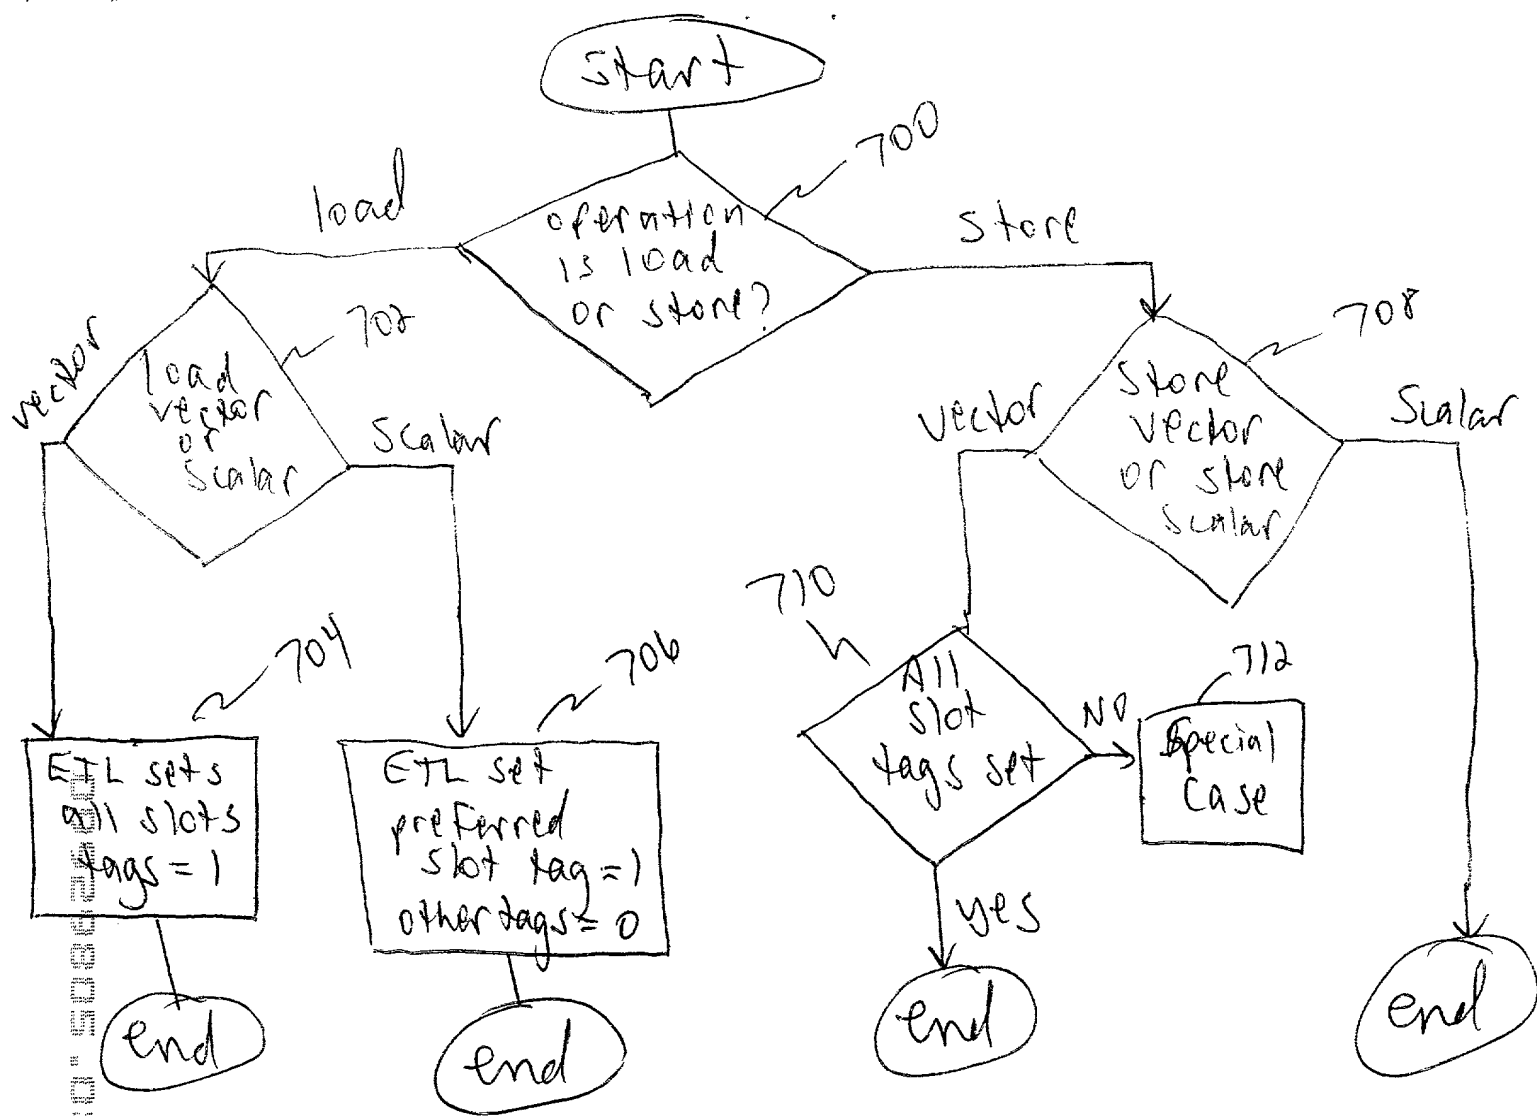 Start
700
operation
is load
or store?
load
Store
702
load
vector
or
scalar
vector
Scalar
708
Store
vector
or store
scalar
vector
Scalar
704
ETL sets
all slots
tags = 1
706
ETL set
preferred
slot tag = 1
other tags = 0
710
All
slot
tags set
NO
712
Special
Case
yes
end
end
end
end